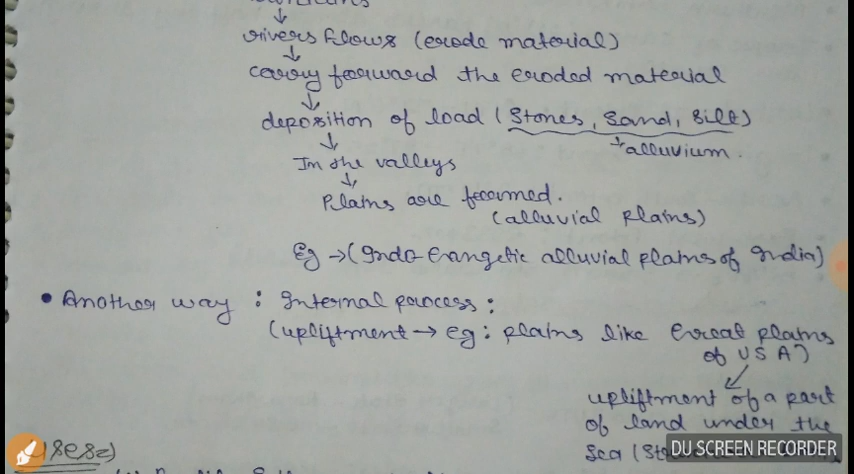 ↓
rivers flows (erode material)
↓
carry forward the eroded material
↓
deposition of load (Stones, Sand, Silt)
→ alluvium.
↓
In the valleys
↓
Plains are formed.
(alluvial plains)
Eg → (Indo-Gangetic alluvial plains of India)
• Another way : Internal process :
(upliftment → eg: plains like Great plains
of USA)
upliftment of a part
of land under the
Sea
Uses
DU SCREEN RECORDER